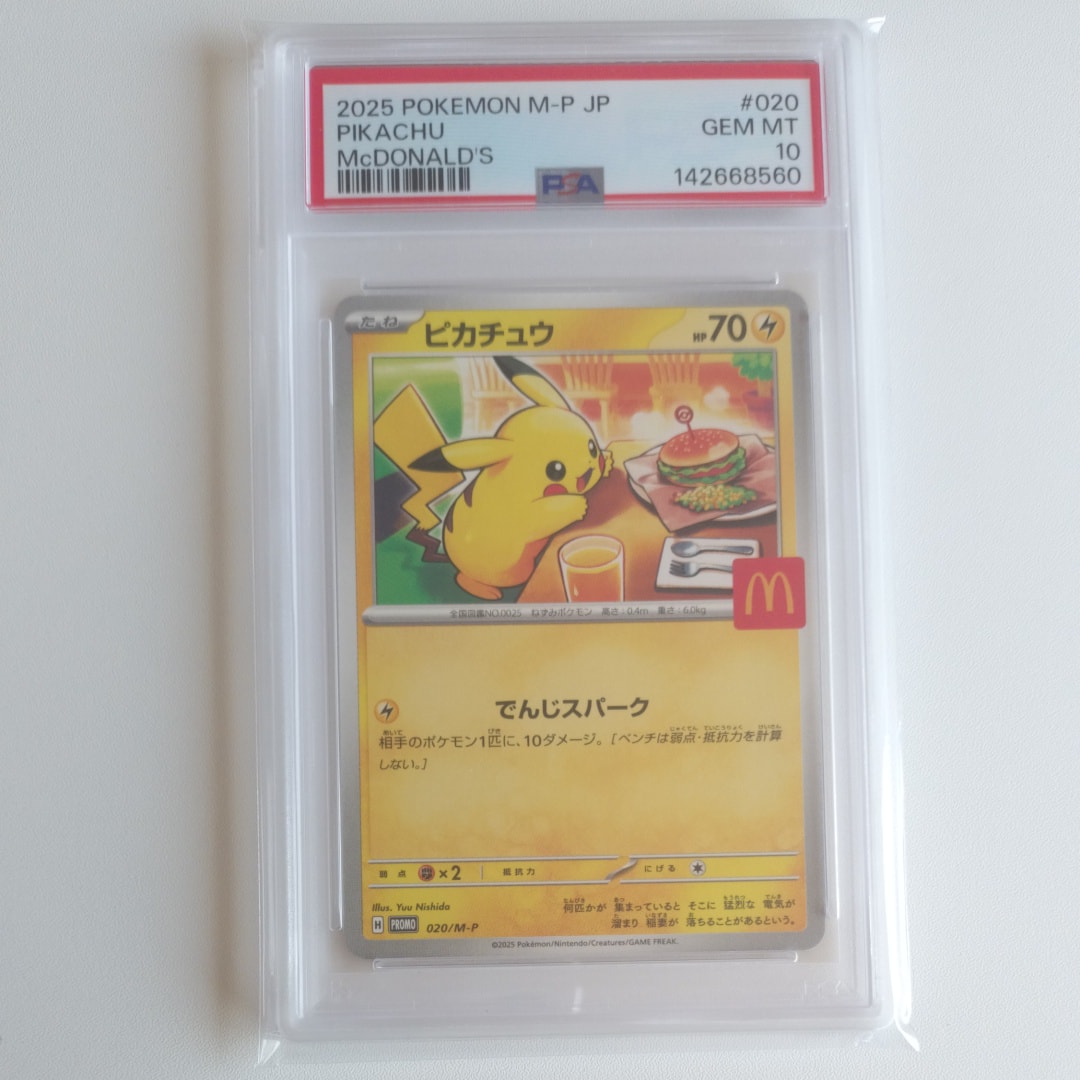 2025 POKEMON M-P JP #020
PIKACHU GEM MT
McDONALD'S 10
PSA 142668560
たね ピカチュウ HP 70
全国図鑑NO.0025 ねずみポケモン 高さ:0.4m 重さ:6.0kg
M
でんじスパーク
相手のポケモン1匹に、10ダメージ。[ベンチは弱点・抵抗力を計算
しない。]
弱点 ×2 抵抗力 にげる
Illus. Yuu Nishida
何匹かが 集まっていると そこに 猛烈な 電気が
溜まり 稲妻が 落ちることがあるという。
H PROMO 020/M-P
©2025 Pokémon/Nintendo/Creatures/GAME FREAK.